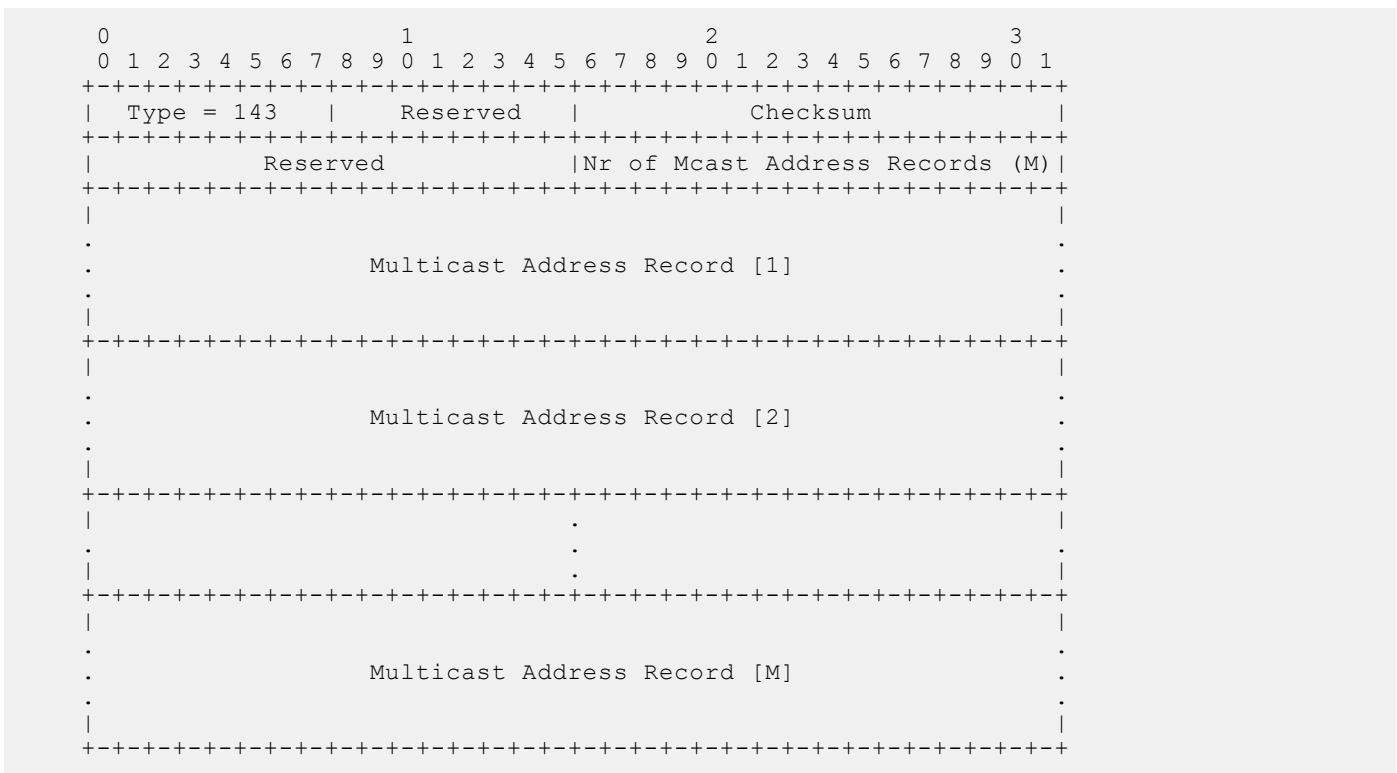 0                   1                   2                   3
 0 1 2 3 4 5 6 7 8 9 0 1 2 3 4 5 6 7 8 9 0 1 2 3 4 5 6 7 8 9 0 1
+-+-+-+-+-+-+-+-+-+-+-+-+-+-+-+-+-+-+-+-+-+-+-+-+-+-+-+-+-+-+-+-+
|  Type = 143   |    Reserved   |           Checksum            |
+-+-+-+-+-+-+-+-+-+-+-+-+-+-+-+-+-+-+-+-+-+-+-+-+-+-+-+-+-+-+-+-+
|           Reserved            |Nr of Mcast Address Records (M)|
+-+-+-+-+-+-+-+-+-+-+-+-+-+-+-+-+-+-+-+-+-+-+-+-+-+-+-+-+-+-+-+-+
|                                                               |
.                                                               .
.                  Multicast Address Record [1]                 .
.                                                               .
|                                                               |
+-+-+-+-+-+-+-+-+-+-+-+-+-+-+-+-+-+-+-+-+-+-+-+-+-+-+-+-+-+-+-+-+
|                                                               |
.                                                               .
.                  Multicast Address Record [2]                 .
.                                                               .
|                                                               |
+-+-+-+-+-+-+-+-+-+-+-+-+-+-+-+-+-+-+-+-+-+-+-+-+-+-+-+-+-+-+-+-+
|                               .                               |
.                               .                               .
|                               .                               |
+-+-+-+-+-+-+-+-+-+-+-+-+-+-+-+-+-+-+-+-+-+-+-+-+-+-+-+-+-+-+-+-+
|                                                               |
.                                                               .
.                  Multicast Address Record [M]                 .
.                                                               .
|                                                               |
+-+-+-+-+-+-+-+-+-+-+-+-+-+-+-+-+-+-+-+-+-+-+-+-+-+-+-+-+-+-+-+-+